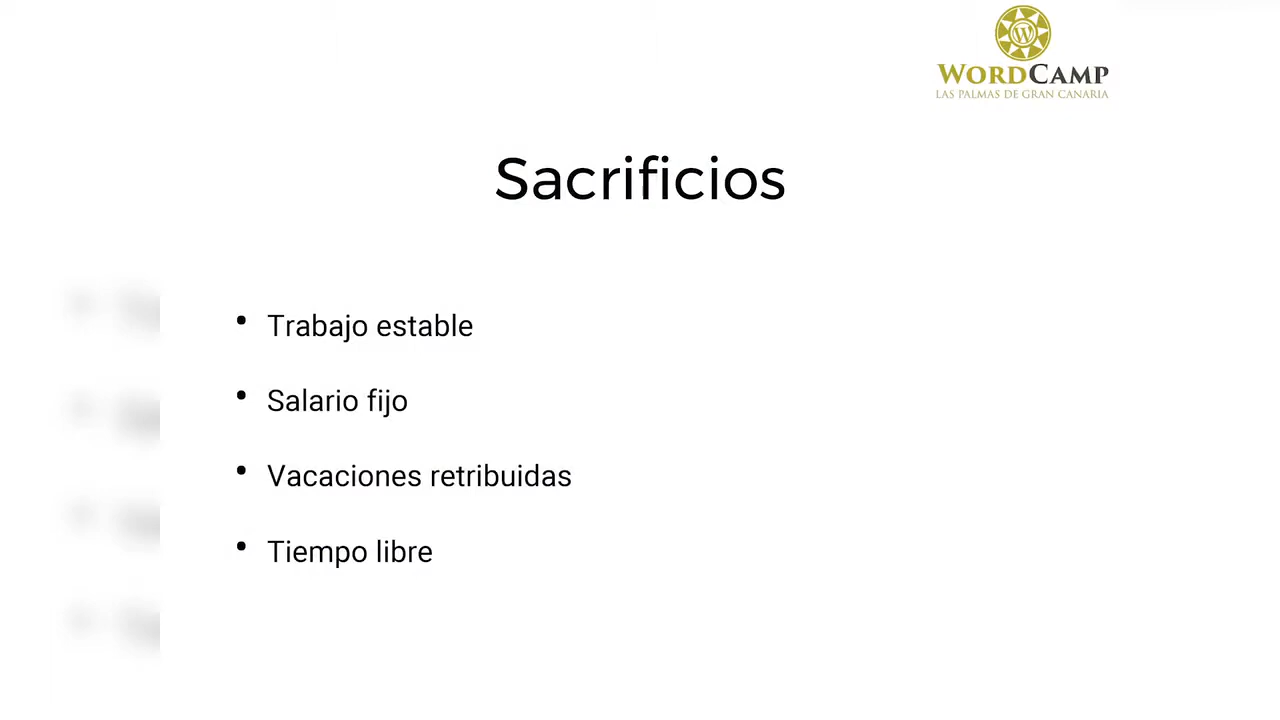 WORDCAMP
LAS PALMAS DE GRAN CANARIA
Sacrificios
• Trabajo estable
• Salario fijo
• Vacaciones retribuidas
• Tiempo libre